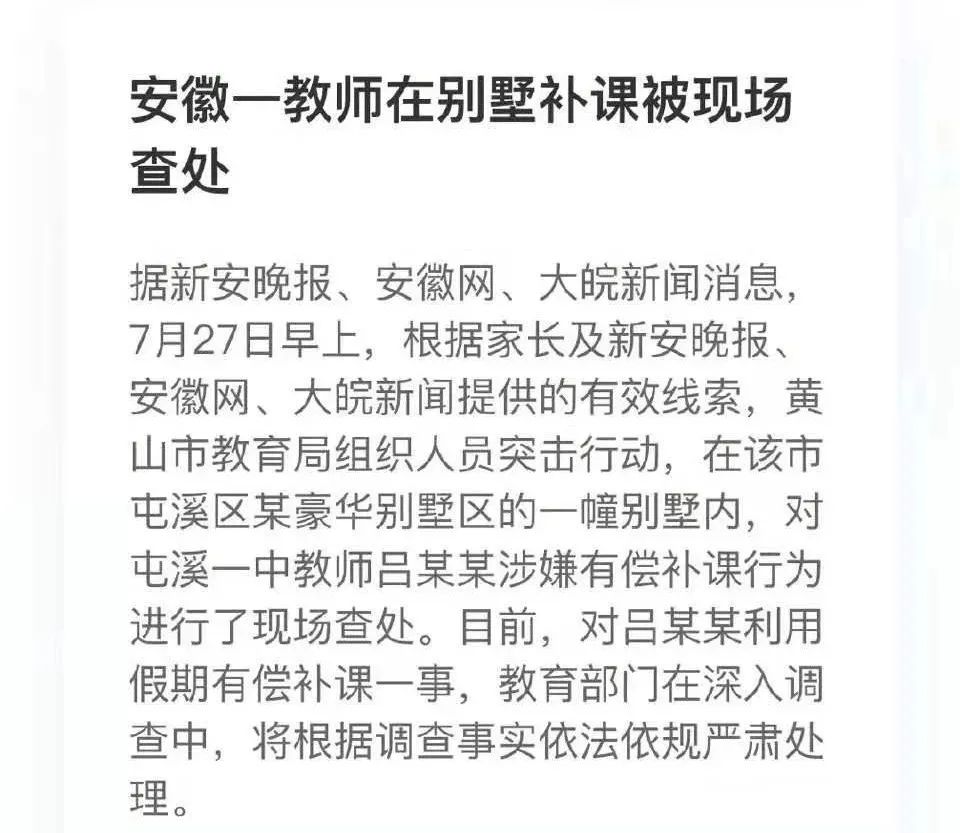 安徽一教师在别墅补课被现场
查处
据新安晚报、安徽网、大皖新闻消息，
7月27日早上，根据家长及新安晚报、
安徽网、大皖新闻提供的有效线索，黄
山市教育局组织人员突击行动，在该市
屯溪区某豪华别墅区的一幢别墅内，对
屯溪一中教师吕某某涉嫌有偿补课行为
进行了现场查处。目前，对吕某某利用
假期有偿补课一事，教育部门在深入调
查中，将根据调查事实依法依规严肃处
理。